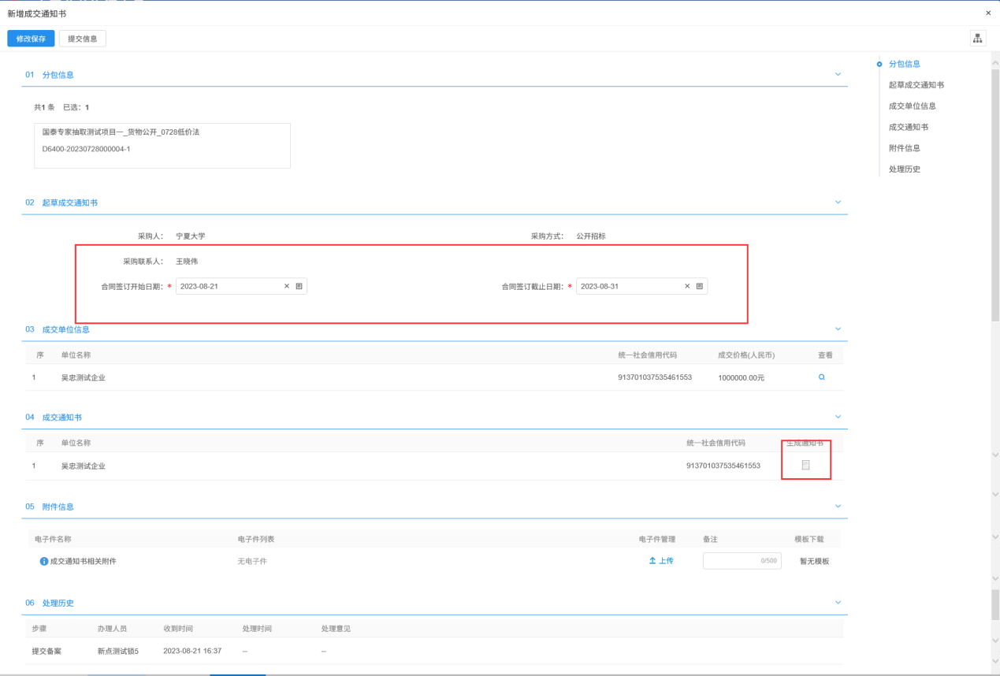 新增成交通知书 ×
修改保存 提交信息
分包信息
起草成交通知书
成交单位信息
成交通知书
附件信息
处理历史
01 分包信息
共1 条 已选：1
国泰专家抽取测试项目一_货物公开_0728低价法
D6400-20230728000004-1
02 起草成交通知书
采购人： 宁夏大学 采购方式： 公开招标
采购联系人： 王晓伟
合同签订开始日期：* 2023-08-21 × 合同签订截止日期：* 2023-08-31 ×
03 成交单位信息
序 单位名称 统一社会信用代码 成交价格(人民币) 查看
1 吴忠测试企业 913701037535461553 1000000.00元
04 成交通知书
序 单位名称 统一社会信用代码 生成通知书
1 吴忠测试企业 913701037535461553
05 附件信息
电子件名称 电子件列表 电子件管理 备注 模板下载
成交通知书相关附件 无电子件 上传 0/500 暂无模板
06 处理历史
步骤 办理人员 收到时间 处理时间 处理意见
提交备案 新点测试锁5 2023-08-21 16:37 -- --